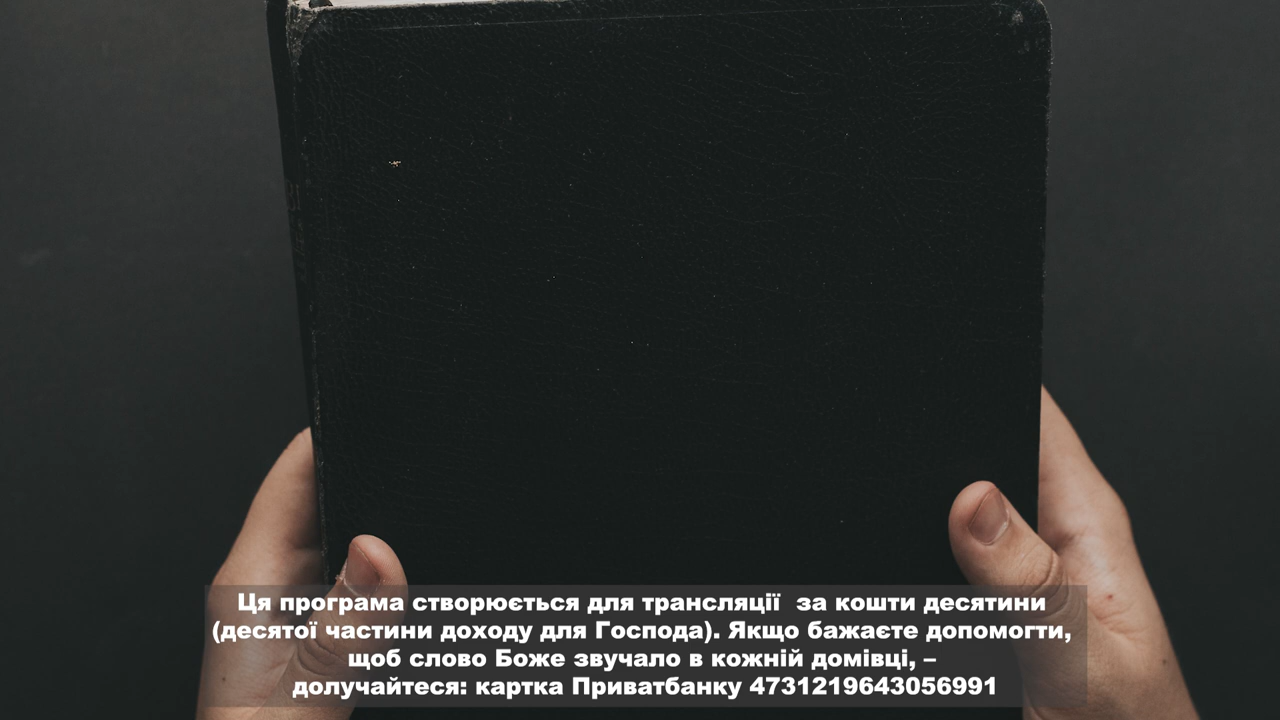 Ця програма створюється для трансляції за кошти десятини
(десятої частини доходу для Господа). Якщо бажаєте допомогти,
щоб слово Боже звучало в кожній домівці, –
долучайтеся: картка Приватбанку 4731219643056991